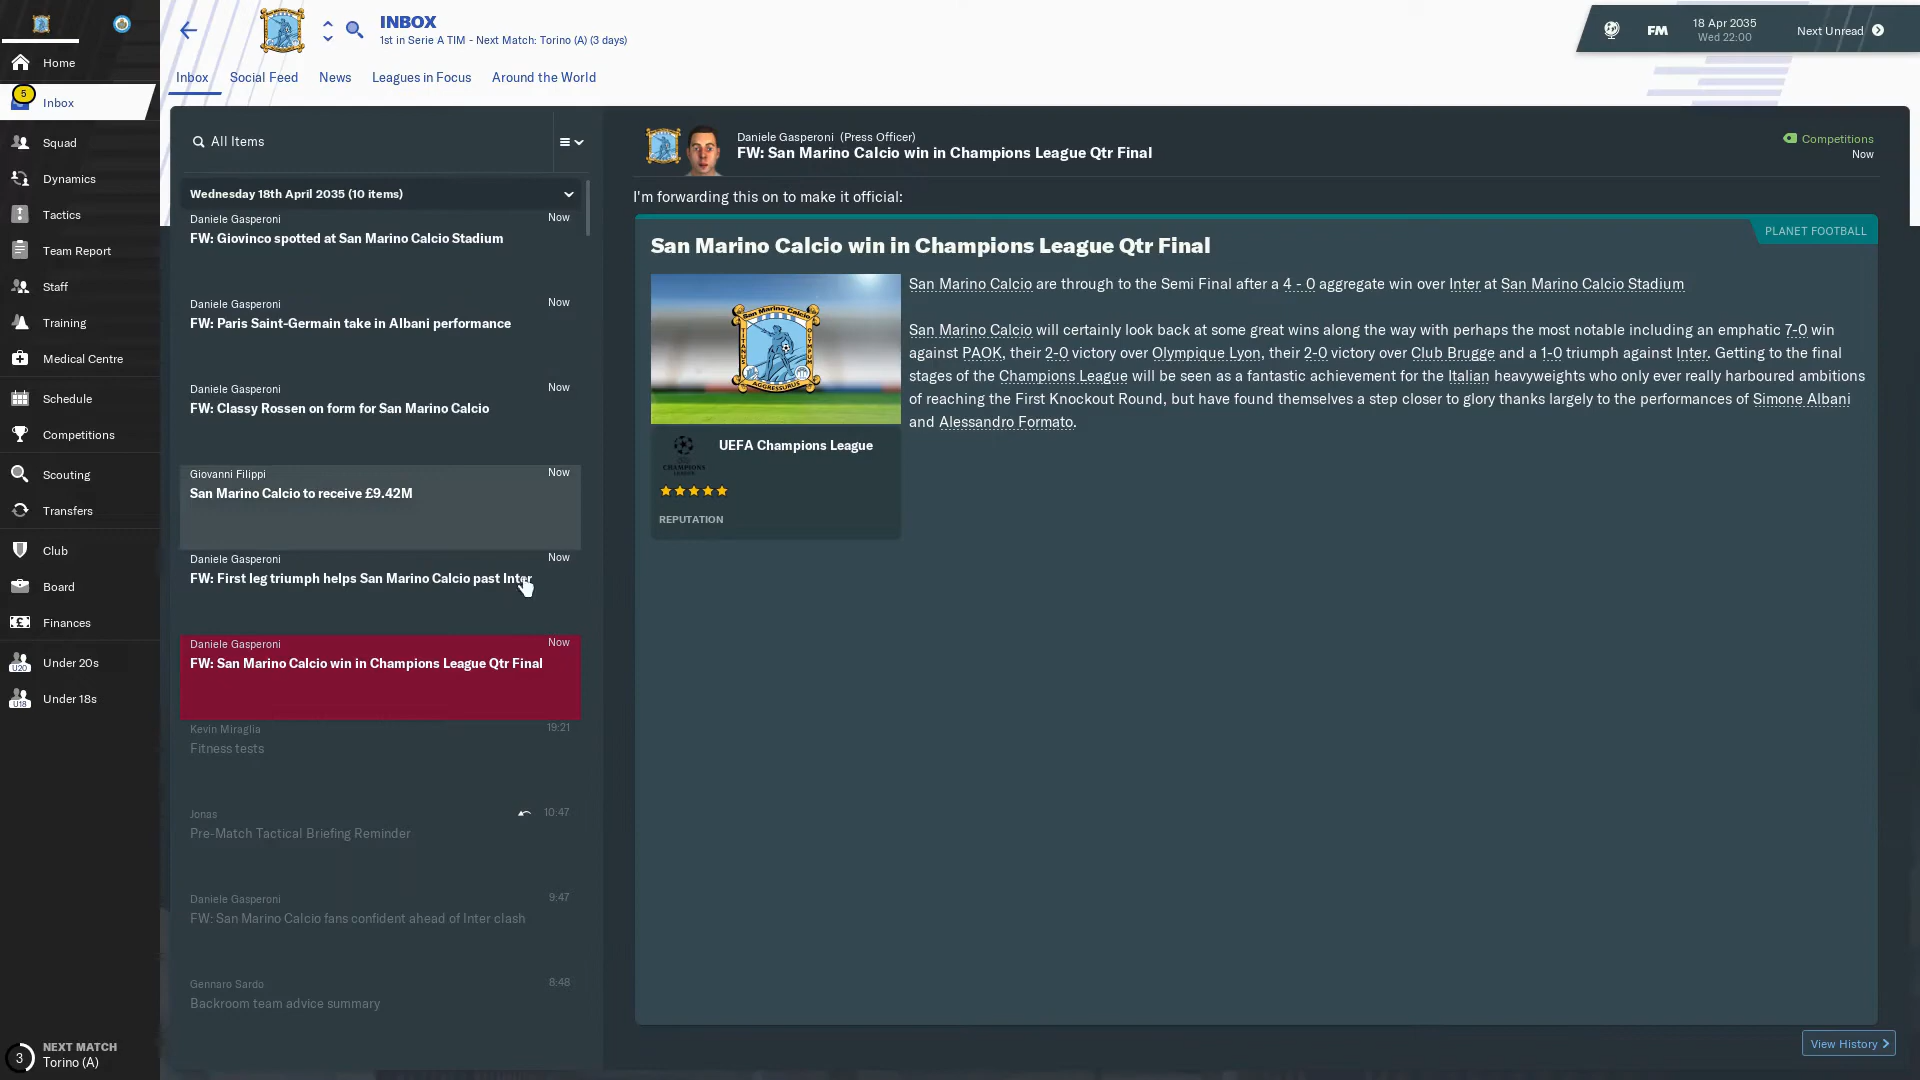 INBOX
1st in Serie A TIM - Next Match: Torino (A) (3 days)
FM
18 Apr 2035
Wed 22:00
Next Unread
Inbox
Social Feed
News
Leagues in Focus
Around the World
Home
5
Inbox
Squad
Dynamics
Tactics
Team Report
Staff
Training
Medical Centre
Schedule
Competitions
Scouting
Transfers
Club
Board
Finances
U20
Under 20s
U18
Under 18s
3
NEXT MATCH
Torino (A)
All Items
Wednesday 18th April 2035 (10 items)
Daniele Gasperoni
Now
FW: Giovinco spotted at San Marino Calcio Stadium
Daniele Gasperoni
Now
FW: Paris Saint-Germain take in Albani performance
Daniele Gasperoni
Now
FW: Classy Rossen on form for San Marino Calcio
Giovanni Filippi
Now
San Marino Calcio to receive £9.42M
Daniele Gasperoni
Now
FW: First leg triumph helps San Marino Calcio past Inter
Daniele Gasperoni
Now
FW: San Marino Calcio win in Champions League Qtr Final
Kevin Miraglia
19:21
Fitness tests
Jonas
10:47
Pre-Match Tactical Briefing Reminder
Daniele Gasperoni
9:47
FW: San Marino Calcio fans confident ahead of Inter clash
Gennaro Sardo
8:48
Backroom team advice summary
Daniele Gasperoni (Press Officer)
FW: San Marino Calcio win in Champions League Qtr Final
Competitions
Now
I'm forwarding this on to make it official:
PLANET FOOTBALL
San Marino Calcio win in Champions League Qtr Final
San Marino Calcio
TITANUS
OLYMPUS
AGGRESSURUS
UEFA Champions League
CHAMPIONS
LEAGUE
REPUTATION
San Marino Calcio are through to the Semi Final after a 4 - 0 aggregate win over Inter at San Marino Calcio Stadium
San Marino Calcio will certainly look back at some great wins along the way with perhaps the most notable including an emphatic 7-0 win
against PAOK, their 2-0 victory over Olympique Lyon, their 2-0 victory over Club Brugge and a 1-0 triumph against Inter. Getting to the final
stages of the Champions League will be seen as a fantastic achievement for the Italian heavyweights who only ever really harboured ambitions
of reaching the First Knockout Round, but have found themselves a step closer to glory thanks largely to the performances of Simone Albani
and Alessandro Formato.
View History